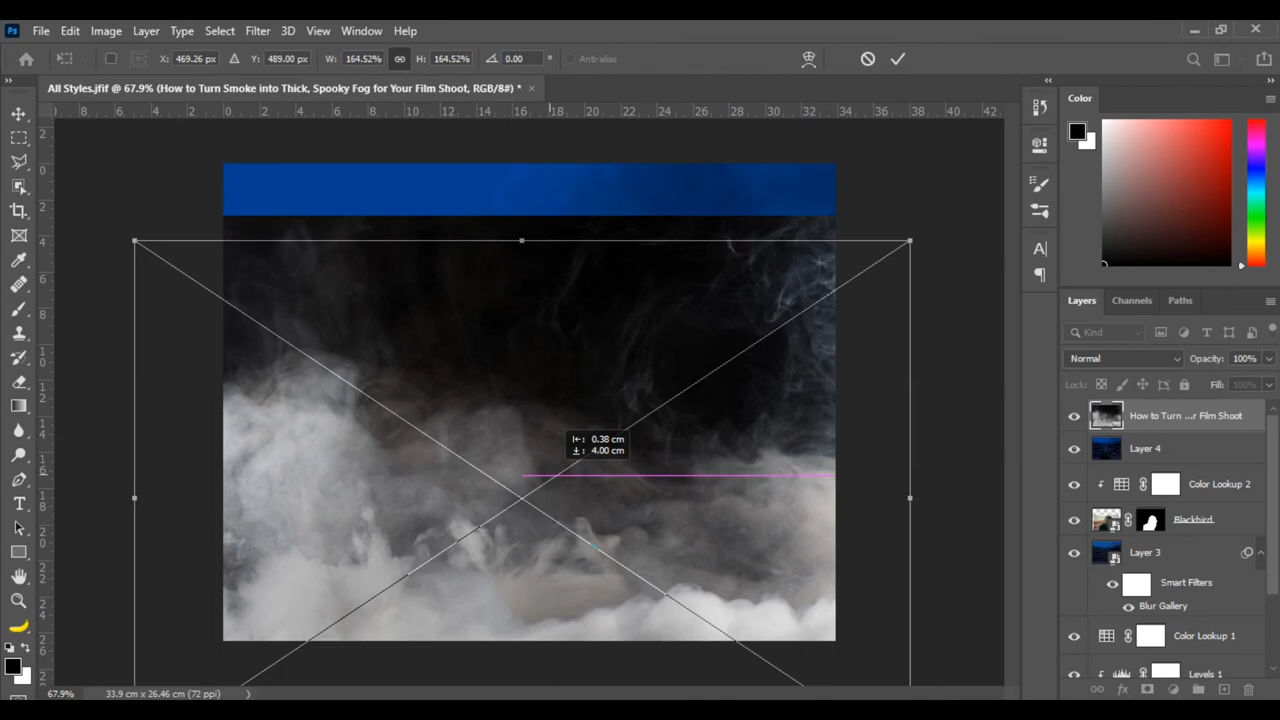 Ps File Edit Image Layer Type Select Filter 3D View Window Help
X: 469.26 px Y: 489.00 px W: 164.52% H: 164.52% 0.00 ° Anti-alias
All Styles.jfif @ 67.9% (How to Turn Smoke into Thick, Spooky Fog for Your Film Shoot, RGB/8#) * ×
Color
Layers Channels Paths
Kind
Normal Opacity: 100%
Lock: Fill: 100%
How to Turn ...r Film Shoot
Layer 4
Color Lookup 2
Blackbird
Layer 3
Smart Filters
Blur Gallery
Color Lookup 1
Levels 1
0.38 cm
4.00 cm
67.9% 33.9 cm x 26.46 cm (72 ppi)